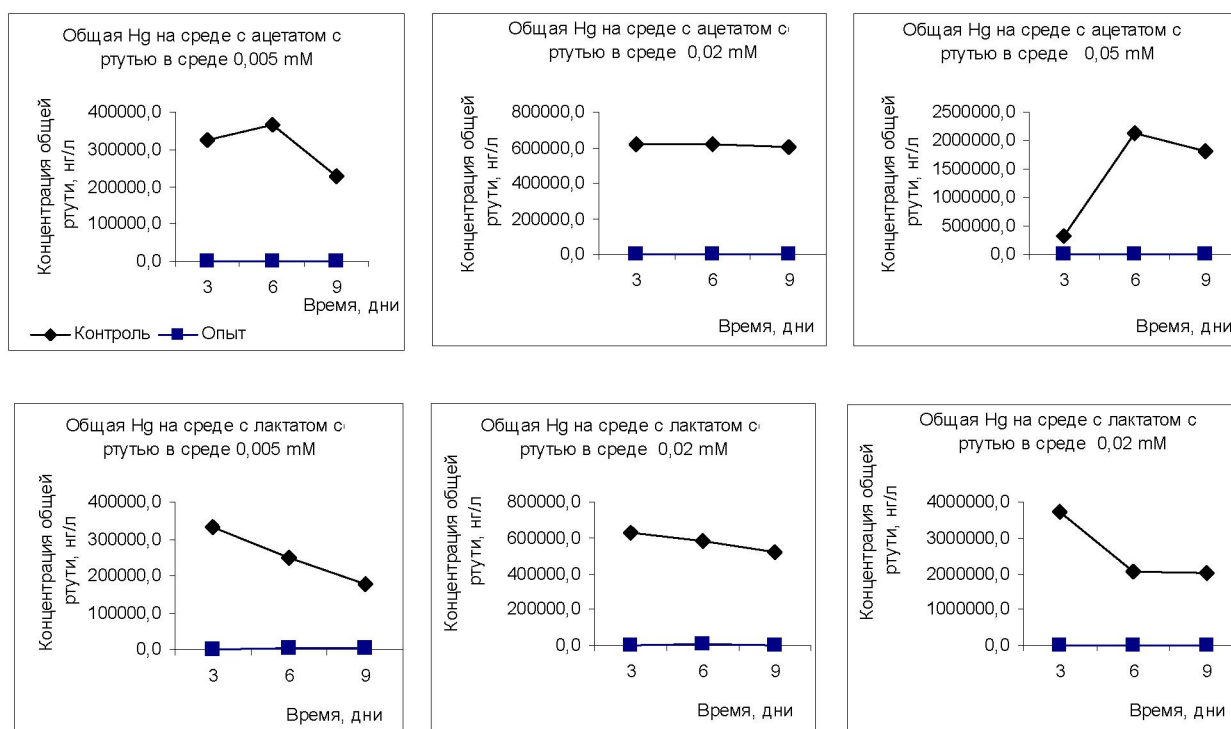 Общая Hg на среде с ацетатом с
ртутью в среде 0,005 mM
Концентрация общей
ртути, нг/л
400000,0
300000,0
200000,0
100000,0
0,0
3 6 9
Время, дни
Контроль Опыт
Общая Hg на среде с ацетатом с
ртутью в среде 0,02 mM
Концентрация общей
ртути, нг/л
800000,0
600000,0
400000,0
200000,0
0,0
3 6 9
Время, дни
Общая Hg на среде с ацетатом с
ртутью в среде 0,05 mM
Концентрация общей
ртути, нг/л
2500000,0
2000000,0
1500000,0
1000000,0
500000,0
0,0
3 6 9
Время, дни
Общая Hg на среде с лактатом с
ртутью в среде 0,005 mM
Концентрация общей
ртути, нг/л
400000,0
300000,0
200000,0
100000,0
0,0
3 6 9
Время, дни
Общая Hg на среде с лактатом с
ртутью в среде 0,02 mM
Концентрация общей
ртути, нг/л
800000,0
600000,0
400000,0
200000,0
0,0
3 6 9
Время, дни
Общая Hg на среде с лактатом с
ртутью в среде 0,02 mM
Концентрация общей
ртути, нг/л
4000000,0
3000000,0
2000000,0
1000000,0
0,0
3 6 9
Время, дни